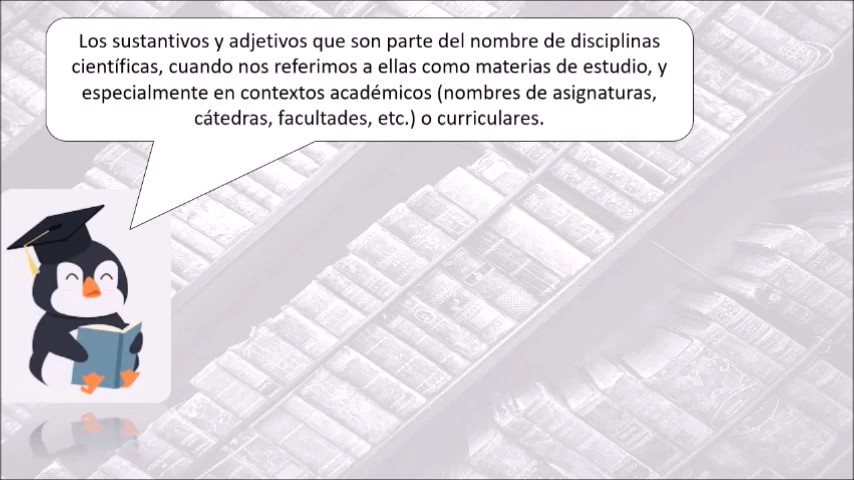 Los sustantivos y adjetivos que son parte del nombre de disciplinas
científicas, cuando nos referimos a ellas como materias de estudio, y
especialmente en contextos académicos (nombres de asignaturas,
cátedras, facultades, etc.) o curriculares.